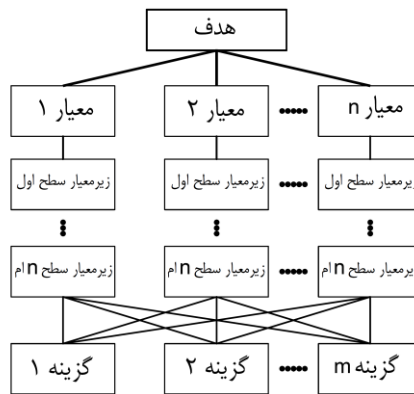 هدف
معیار ۱
معیار ۲
معیار n
زیرمعیار سطح اول
زیرمعیار سطح اول
زیرمعیار سطح اول
زیرمعیار سطح n ام
زیرمعیار سطح n ام
زیرمعیار سطح n ام
گزینه ۱
گزینه ۲
گزینه m